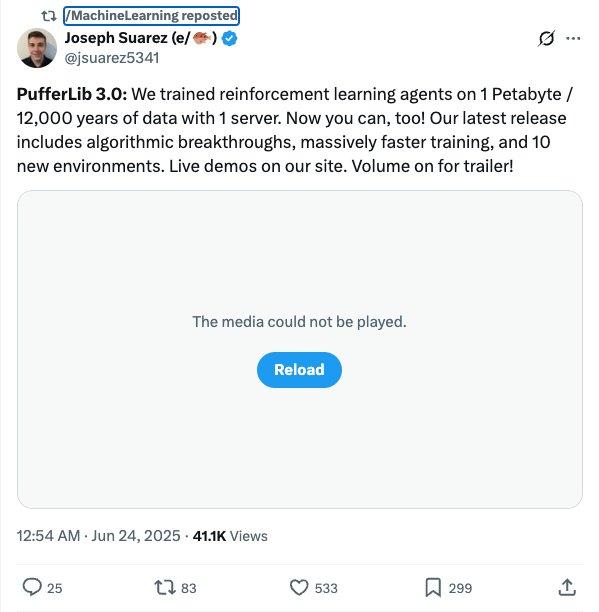 /MachineLearning reposted
Joseph Suarez (e/🐡)
@jsuarez5341
PufferLib 3.0: We trained reinforcement learning agents on 1 Petabyte /
12,000 years of data with 1 server. Now you can, too! Our latest release
includes algorithmic breakthroughs, massively faster training, and 10
new environments. Live demos on our site. Volume on for trailer!
The media could not be played.
Reload
12:54 AM · Jun 24, 2025 · 41.1K Views
25 83 533 299